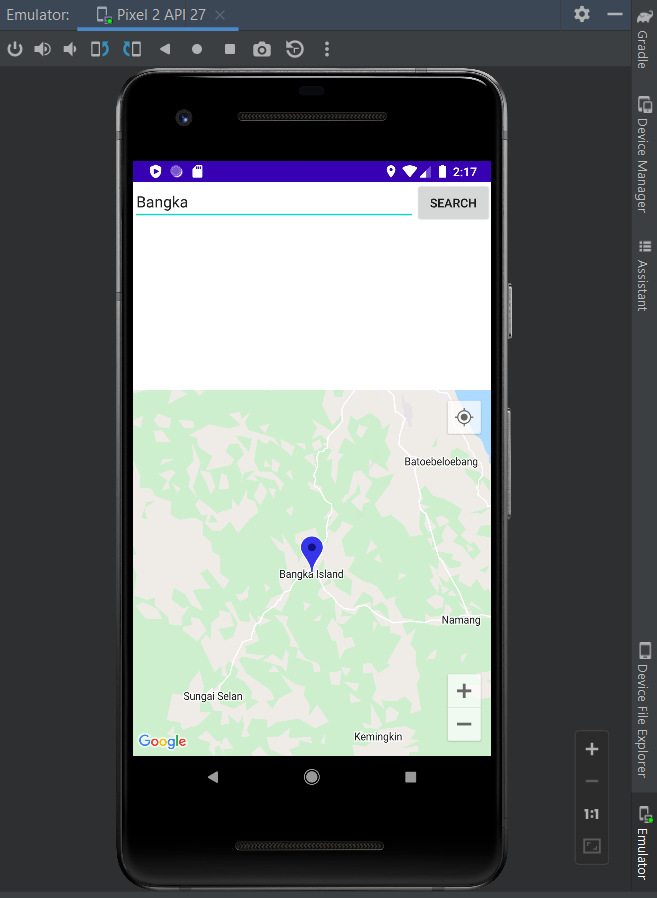 Emulator:
Pixel 2 API 27
Gradle
Device Manager
Assistant
2:17
Bangka
SEARCH
Batoebeloebang
Bangka Island
Namang
Sungai Selan
Kemingkin
Google
Device File Explorer
1:1
Emulator